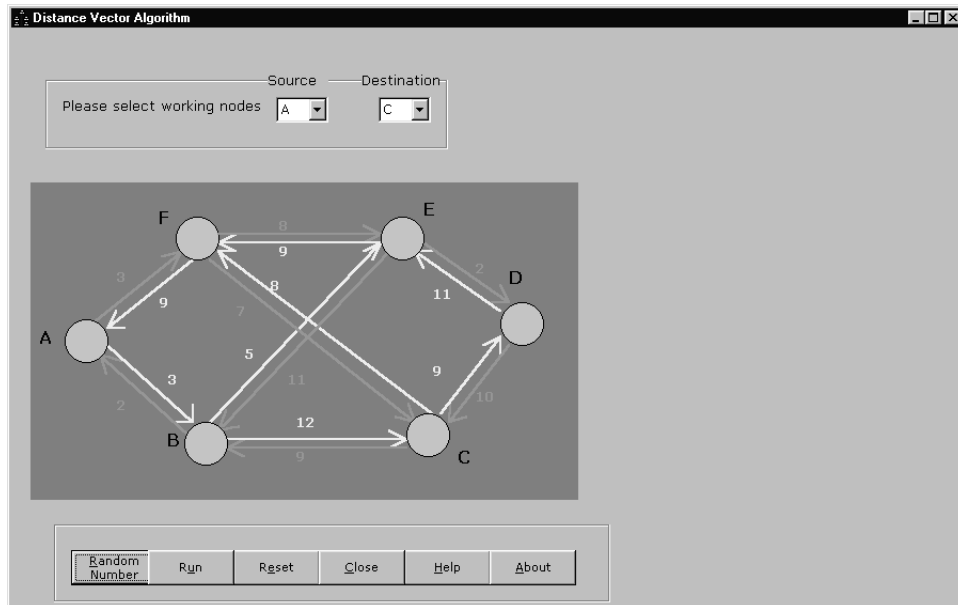 Distance Vector Algorithm
Source Destination
Please select working nodes A C
F E
8
9
3 2
8 D
9 7 11
A
5 9
3 11
2 10
12
B
9 C
Random Number
Run Reset Close Help About